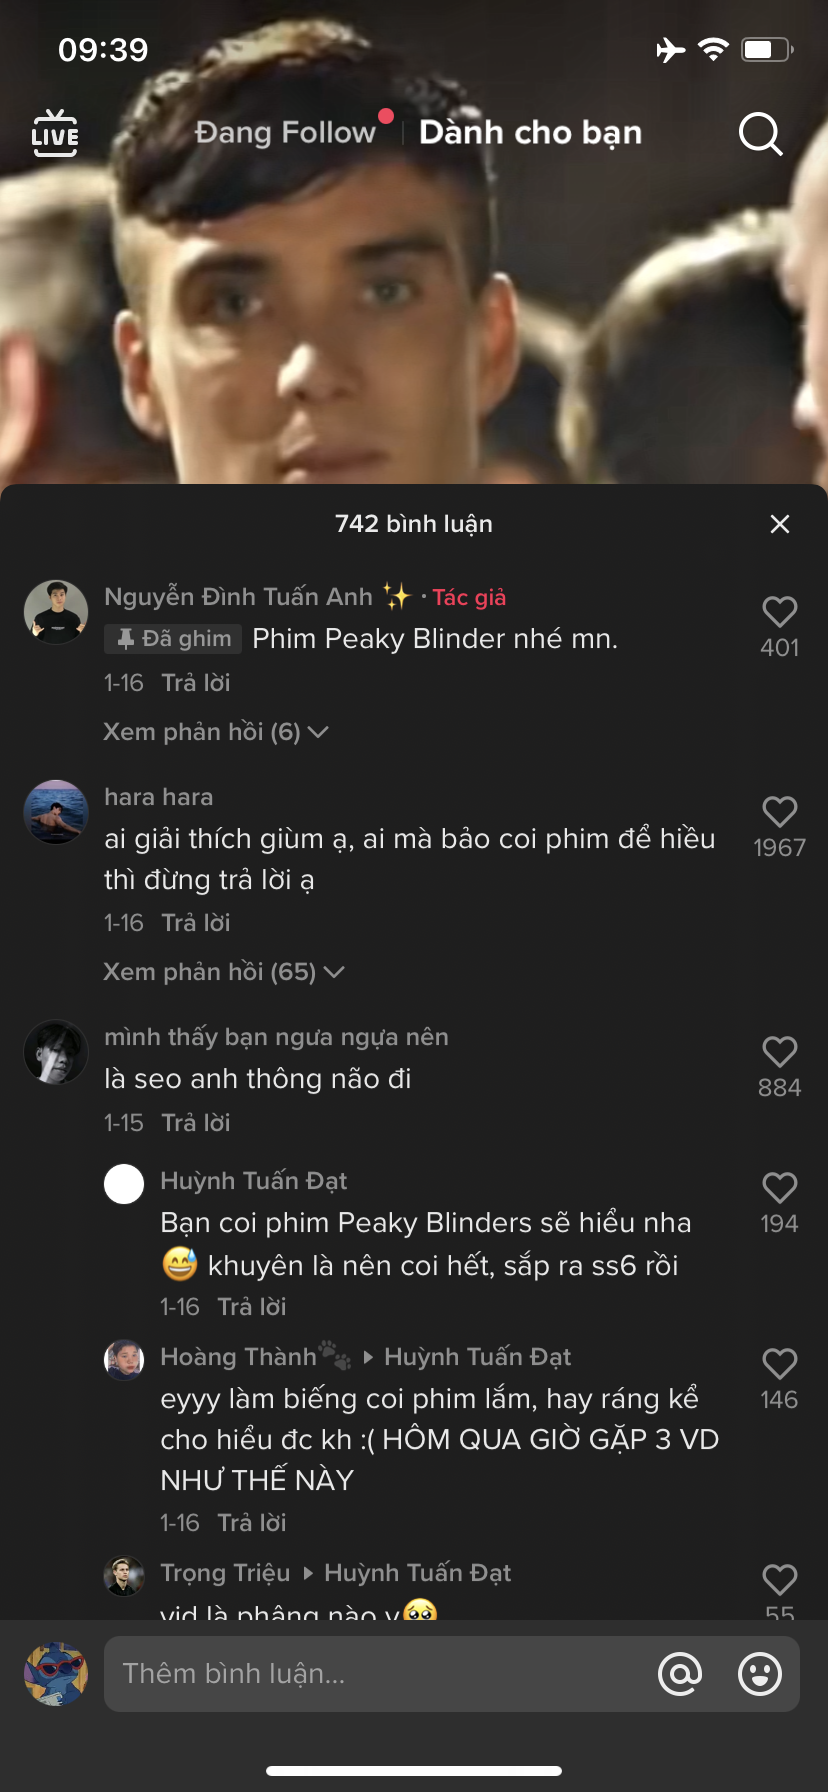 09:39
LIVE
Đang Follow
Dành cho bạn
742 bình luận
Nguyễn Đình Tuấn Anh ✨ · Tác giả
Đã ghim Phim Peaky Blinder nhé mn.
401
1-16 Trả lời
Xem phản hồi (6)
hara hara
ai giải thích giùm ạ, ai mà bảo coi phim để hiều
thì đừng trả lời ạ
1967
1-16 Trả lời
Xem phản hồi (65)
mình thấy bạn ngưa ngựa nên
là seo anh thông não đi
884
1-15 Trả lời
Huỳnh Tuấn Đạt
Bạn coi phim Peaky Blinders sẽ hiểu nha
😅 khuyên là nên coi hết, sắp ra ss6 rồi
194
1-16 Trả lời
Hoàng Thành🐾 ▸ Huỳnh Tuấn Đạt
eyyy làm biếng coi phim lắm, hay ráng kể
cho hiểu đc kh :( HÔM QUA GIỜ GẶP 3 VD
NHƯ THẾ NÀY
146
1-16 Trả lời
Trọng Triệu ▸ Huỳnh Tuấn Đạt
vid là phâng nào v🥺
55
Thêm bình luận...